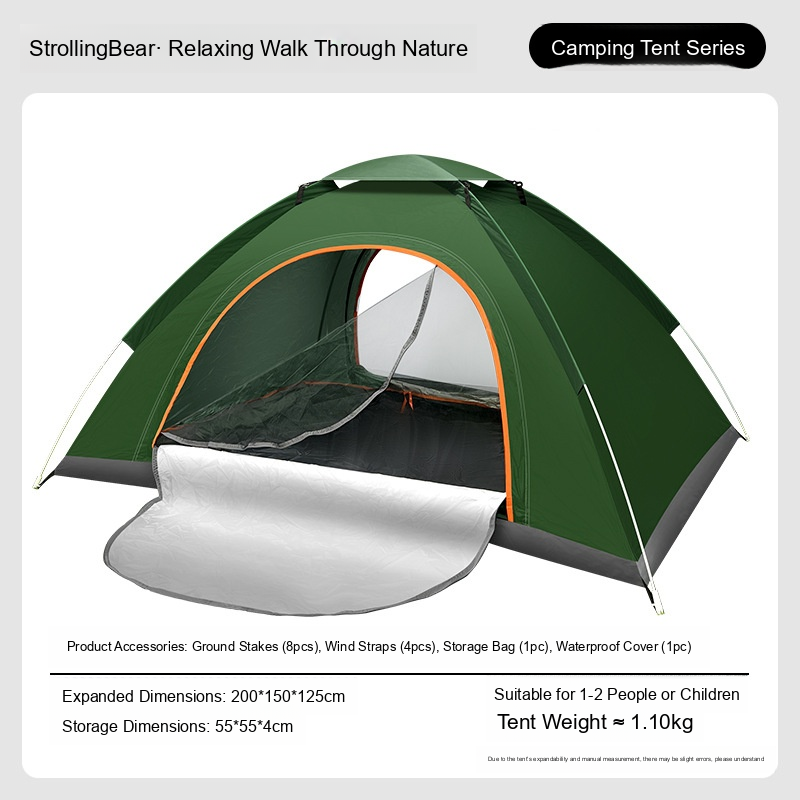 StrollingBear· Relaxing Walk Through Nature
Camping Tent Series
Product Accessories: Ground Stakes (8pcs), Wind Straps (4pcs), Storage Bag (1pc), Waterproof Cover (1pc)
Expanded Dimensions: 200*150*125cm
Suitable for 1-2 People or Children
Storage Dimensions: 55*55*4cm
Tent Weight ≈ 1.10kg
Due to the tent's expandability and manual measurement, there may be slight errors, please understand